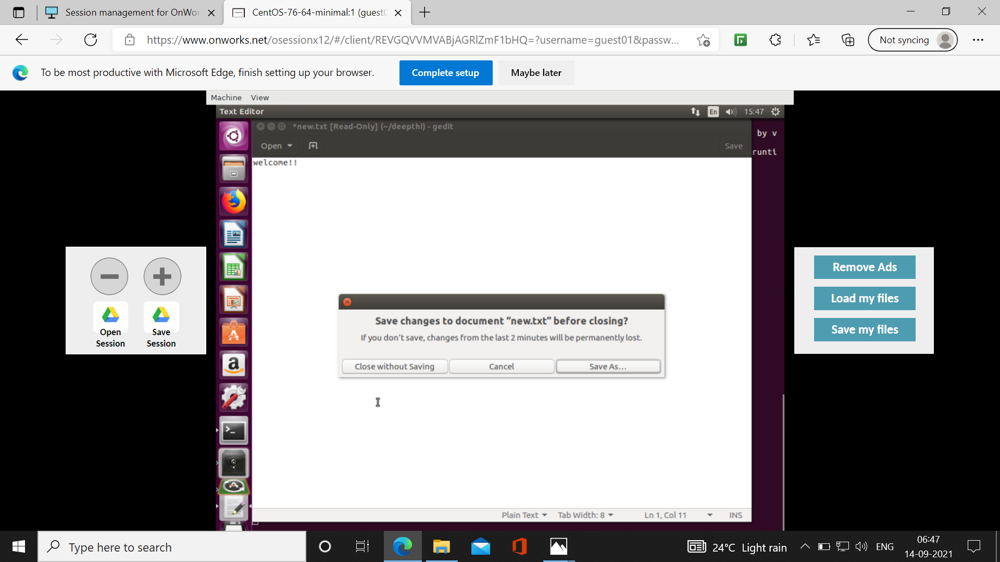 Session management for OnWor
CentOS-76-64-minimal:1 (guest0
https://www.onworks.net/osessionx12/#/client/REVGQVVMVABjAGRlZmF1bHQ=?username=guest01&passw...
Not syncing
To be most productive with Microsoft Edge, finish setting up your browser.
Complete setup
Maybe later
Machine View
Text Editor
En
15:47
*new.txt [Read-Only] (~/deepthi) - gedit
by v
Open
Save
runti
welcome!!
Open Session
Save Session
Remove Ads
Load my files
Save my files
Save changes to document “new.txt” before closing?
If you don't save, changes from the last 2 minutes will be permanently lost.
Close without Saving
Cancel
Save As...
Plain Text
Tab Width: 8
Ln 1, Col 11
INS
Type here to search
24°C Light rain
ENG
06:47
14-09-2021